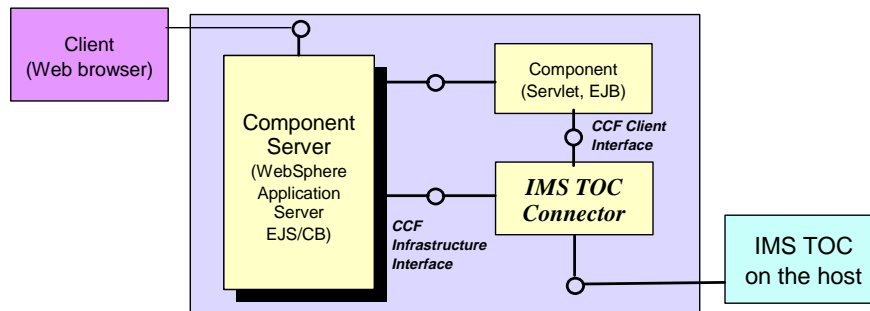 Client
(Web browser)
Component
Server
(WebSphere
Application
Server
EJS/CB)
Component
(Servlet, EJB)
CCF Client
Interface
IMS TOC
Connector
CCF
Infrastructure
Interface
IMS TOC
on the host